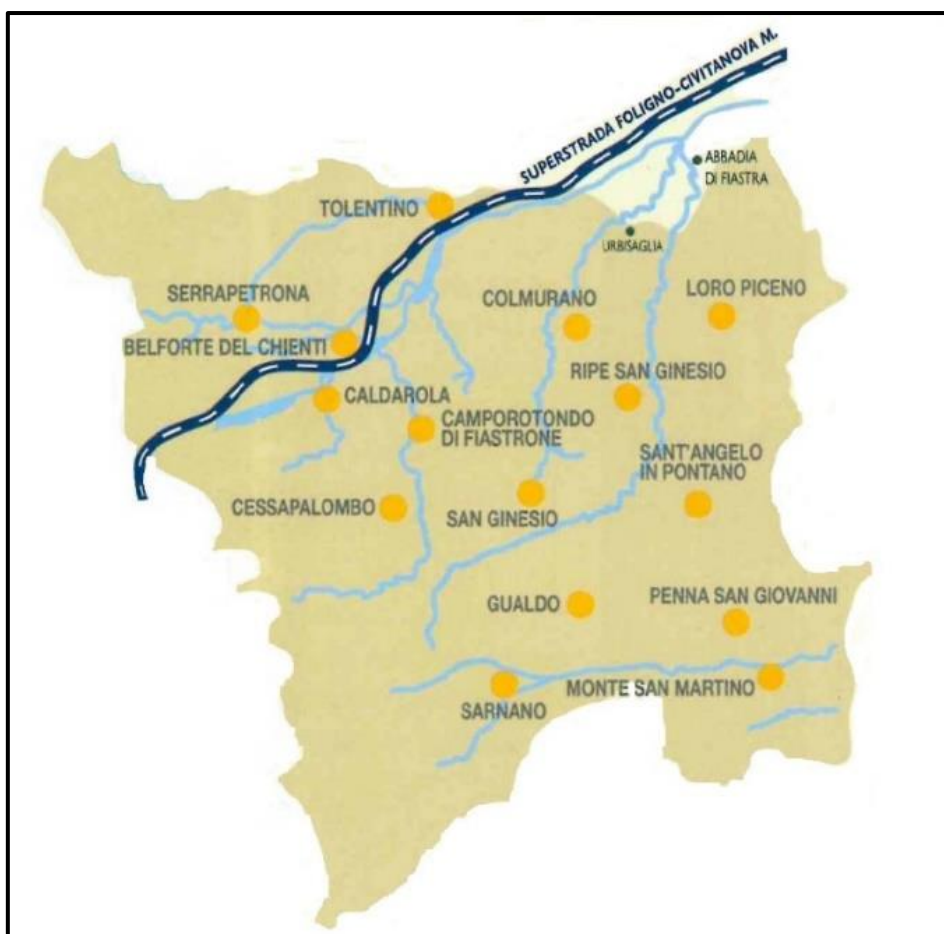 SUPERSTRADA FOLIGNO-CIVITANOVA M.
ABBADIA
DI FIASTRA
TOLENTINO
URBISAGLIA
SERRAPETRONA
COLMURANO
LORO PICENO
BELFORTE DEL CHIENTI
RIPE SAN GINESIO
CALDAROLA
CAMPOROTONDO
DI FIASTRONE
SANT'ANGELO
IN PONTANO
CESSAPALOMBO
SAN GINESIO
GUALDO
PENNA SAN GIOVANNI
MONTE SAN MARTINO
SARNANO